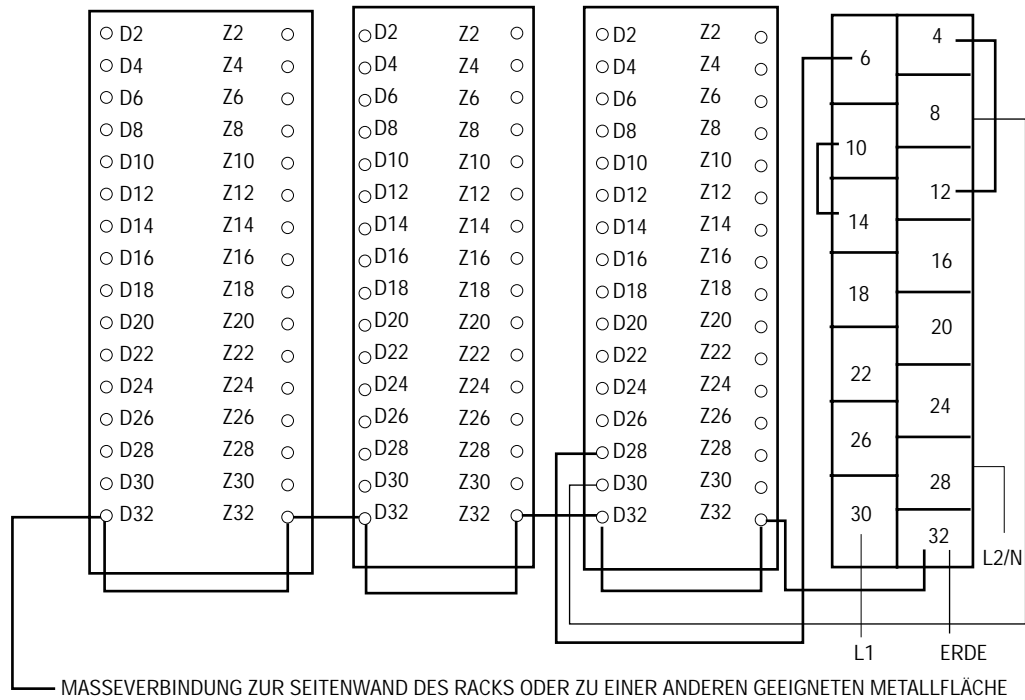 D2 Z2 D2 Z2 D2 Z2 4
D4 Z4 D4 Z4 D4 Z4 6
D6 Z6 D6 Z6 D6 Z6 8
D8 Z8 D8 Z8 D8 Z8
D10 Z10 D10 Z10 D10 Z10 10
D12 Z12 D12 Z12 D12 Z12 12
D14 Z14 D14 Z14 D14 Z14 14
D16 Z16 D16 Z16 D16 Z16 16
D18 Z18 D18 Z18 D18 Z18 18
D20 Z20 D20 Z20 D20 Z20 20
D22 Z22 D22 Z22 D22 Z22 22
D24 Z24 D24 Z24 D24 Z24 24
D26 Z26 D26 Z26 D26 Z26 26
D28 Z28 D28 Z28 D28 Z28
D30 Z30 D30 Z30 D30 Z30 28
D32 Z32 D32 Z32 D32 Z32 30
32
L2/N
L1 ERDE
MASSEVERBINDUNG ZUR SEITENWAND DES RACKS ODER ZU EINER ANDEREN GEEIGNETEN METALLFLÄCHE